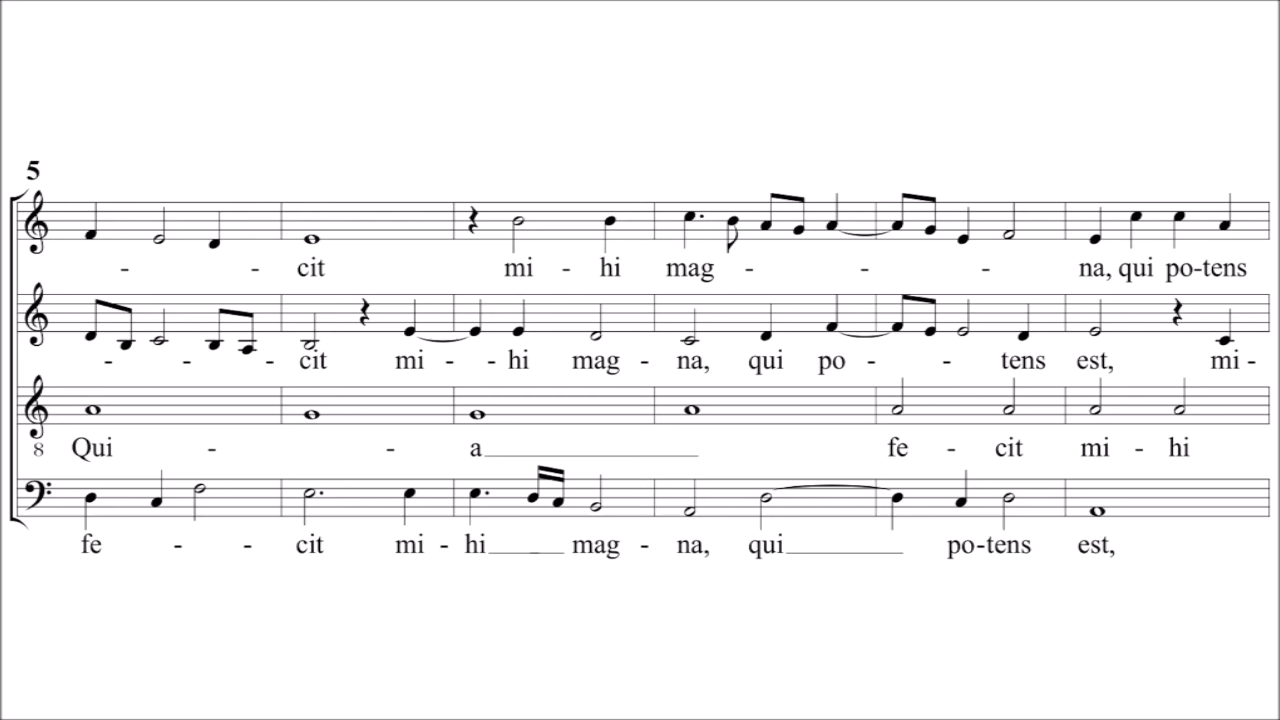 5
- - cit mi - hi mag - - - na, qui po-tens
- - - cit mi - - hi mag - na, qui po - - tens est, mi -
8 Qui - - a fe - cit mi - hi
fe - - cit mi - hi mag - na, qui po-tens est,